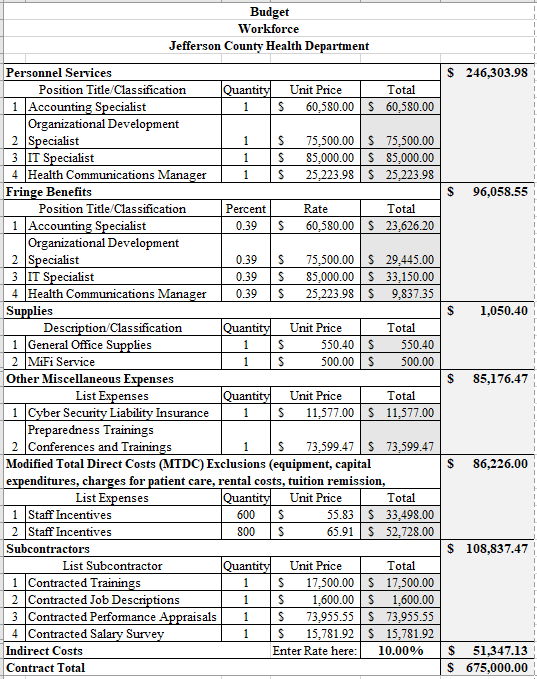 Budget
Workforce
Jefferson County Health Department
Personnel Services $ 246,303.98
Position Title/Classification Quantity Unit Price Total
1 Accounting Specialist 1 $ 60,580.00 $ 60,580.00
Organizational Development
2 Specialist 1 $ 75,500.00 $ 75,500.00
3 IT Specialist 1 $ 85,000.00 $ 85,000.00
4 Health Communications Manager 1 $ 25,223.98 $ 25,223.98
Fringe Benefits $ 96,058.55
Position Title/Classification Percent Rate Total
1 Accounting Specialist 0.39 $ 60,580.00 $ 23,626.20
Organizational Development
2 Specialist 0.39 $ 75,500.00 $ 29,445.00
3 IT Specialist 0.39 $ 85,000.00 $ 33,150.00
4 Health Communications Manager 0.39 $ 25,223.98 $ 9,837.35
Supplies $ 1,050.40
Description/Classification Quantity Unit Price Total
1 General Office Supplies 1 $ 550.40 $ 550.40
2 MiFi Service 1 $ 500.00 $ 500.00
Other Miscellaneous Expenses $ 85,176.47
List Expenses Quantity Unit Price Total
1 Cyber Security Liability Insurance 1 $ 11,577.00 $ 11,577.00
Preparedness Trainings
2 Conferences and Trainings 1 $ 73,599.47 $ 73,599.47
Modified Total Direct Costs (MTDC) Exclusions (equipment, capital $ 86,226.00
expenditures, charges for patient care, rental costs, tuition remission,
List Expenses Quantity Unit Price Total
1 Staff Incentives 600 $ 55.83 $ 33,498.00
2 Staff Incentives 800 $ 65.91 $ 52,728.00
Subcontractors $ 108,837.47
List Subcontractor Quantity Unit Price Total
1 Contracted Trainings 1 $ 17,500.00 $ 17,500.00
2 Contracted Job Descriptions 1 $ 1,600.00 $ 1,600.00
3 Contracted Performance Appraisals 1 $ 73,955.55 $ 73,955.55
4 Contracted Salary Survey 1 $ 15,781.92 $ 15,781.92
Indirect Costs Enter Rate here: 10.00% $ 51,347.13
Contract Total $ 675,000.00